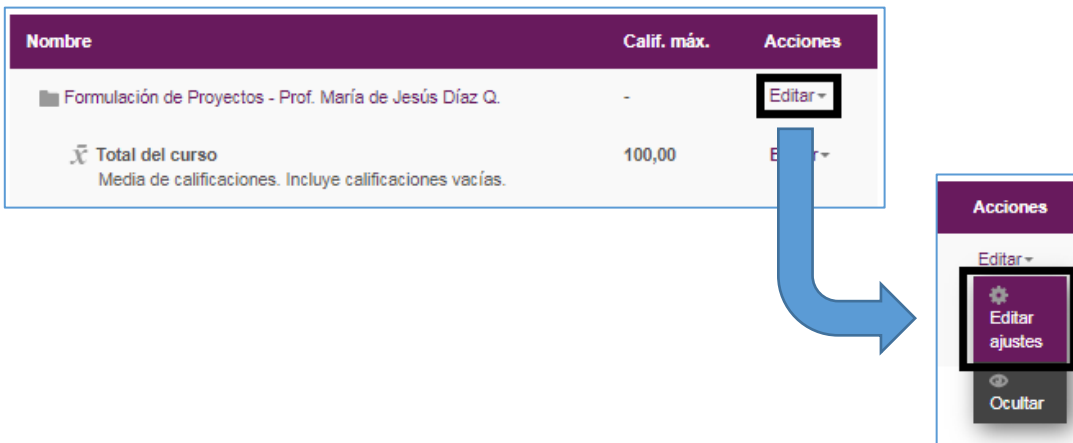 Nombre Calif. máx. Acciones
Formulación de Proyectos - Prof. María de Jesús Díaz Q. - Editar
Total del curso 100,00
Media de calificaciones. Incluye calificaciones vacías.
Acciones
Editar
Editar
ajustes
Ocultar